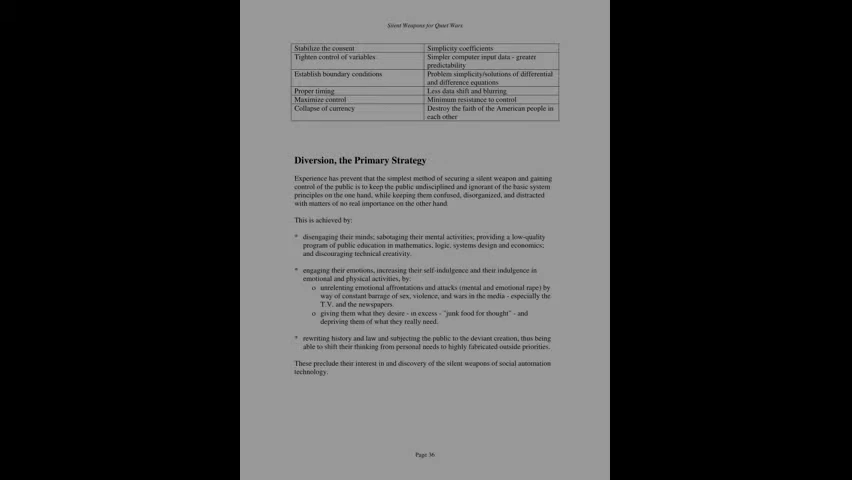 Silent Weapons for Quiet Wars
Stabilize the consent Simplicity coefficients
Tighten control of variables Simpler computer input data - greater
predictability
Establish boundary conditions Problem simplicity/solutions of differential
and difference equations
Proper timing Less data shift and blurring
Maximize control Minimum resistance to control
Collapse of currency Destroy the faith of the American people in
each other
Diversion, the Primary Strategy
Experience has prevent that the simplest method of securing a silent weapon and gaining
control of the public is to keep the public undisciplined and ignorant of the basic system
principles on the one hand, while keeping them confused, disorganized, and distracted
with matters of no real importance on the other hand.
This is achieved by:
* disengaging their minds; sabotaging their mental activities; providing a low-quality
program of public education in mathematics, logic, systems design and economics;
and discouraging technical creativity.
* engaging their emotions, increasing their self-indulgence and their indulgence in
emotional and physical activities, by:
o unrelenting emotional affrontations and attacks (mental and emotional rape) by
way of constant barrage of sex, violence, and wars in the media - especially the
T.V. and the newspapers.
o giving them what they desire - in excess - "junk food for thought" - and
depriving them of what they really need.
* rewriting history and law and subjecting the public to the deviant creation, thus being
able to shift their thinking from personal needs to highly fabricated outside priorities.
These preclude their interest in and discovery of the silent weapons of social automation
technology.
Page 36